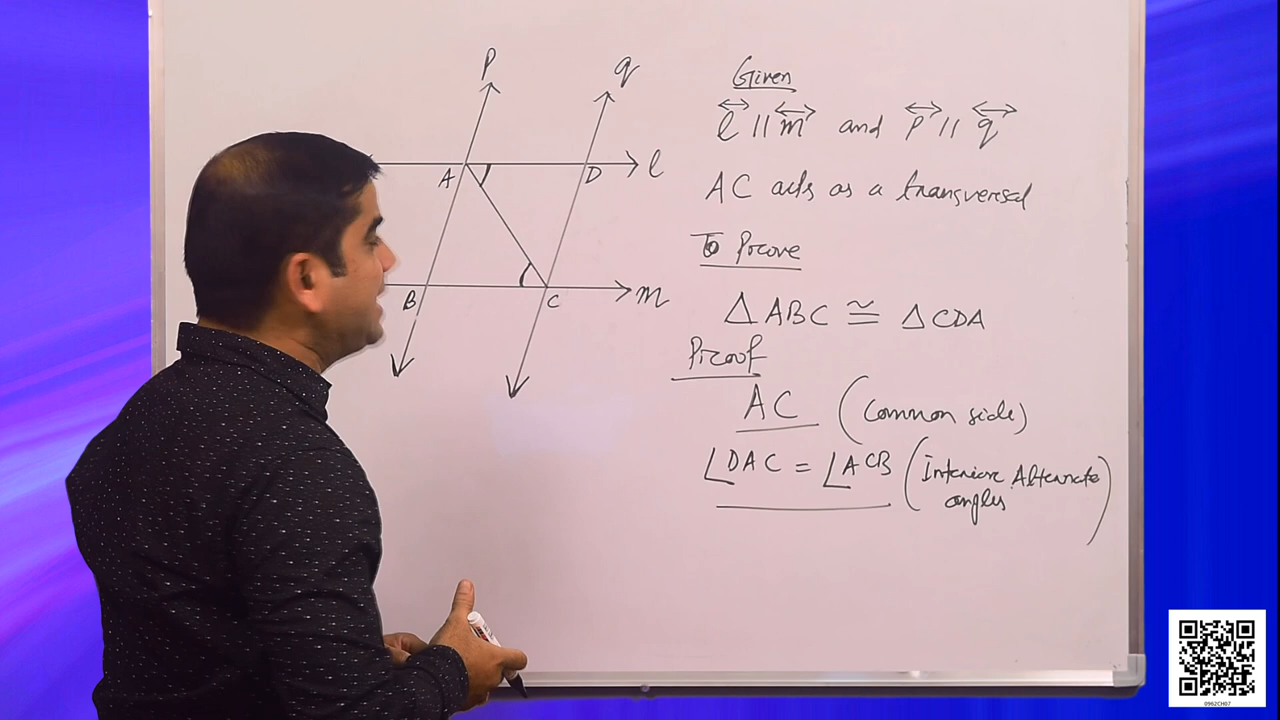 p
q
A
D
l
B
C
m
Given
l || m and p || q
AC acts as a transversal
To Prove
△ABC ≅ △CDA
Proof
AC (Common side)
∠DAC = ∠ACB (Interior Alternate
angles)
0962CH07